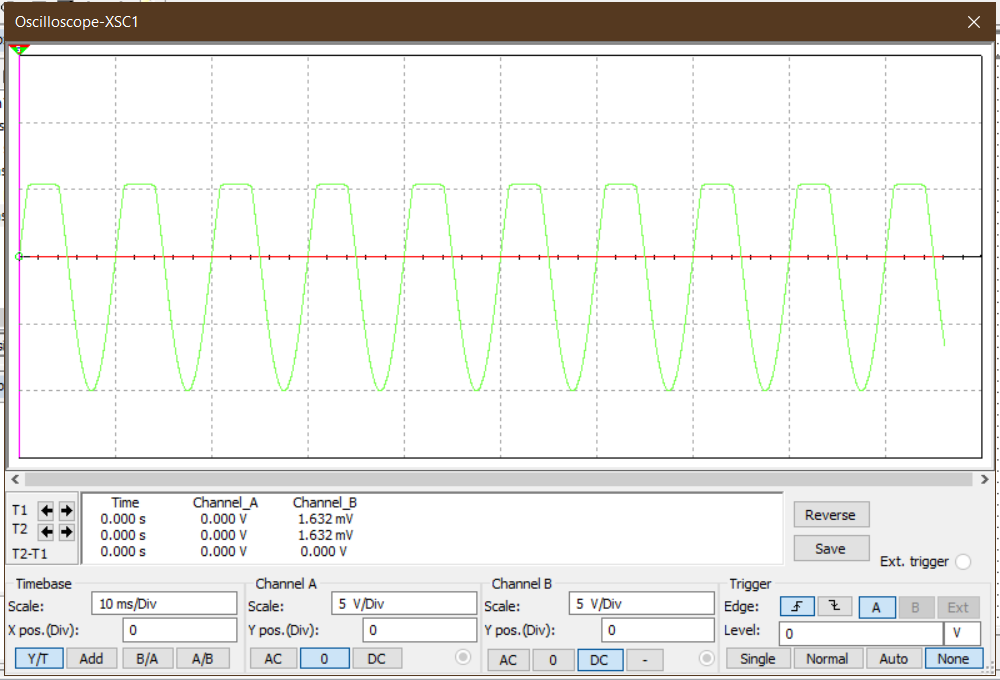 Oscilloscope-XSC1
T1
T2
T2-T1
Time Channel_A Channel_B
0.000 s 0.000 V 1.632 mV
0.000 s 0.000 V 1.632 mV
0.000 s 0.000 V 0.000 V
Reverse
Save
Ext. trigger
Timebase
Scale: 10 ms/Div
X pos.(Div): 0
Y/T Add B/A A/B
Channel A
Scale: 5 V/Div
Y pos.(Div): 0
AC 0 DC
Channel B
Scale: 5 V/Div
Y pos.(Div): 0
AC 0 DC -
Trigger
Edge: A B Ext
Level: 0 V
Single Normal Auto None